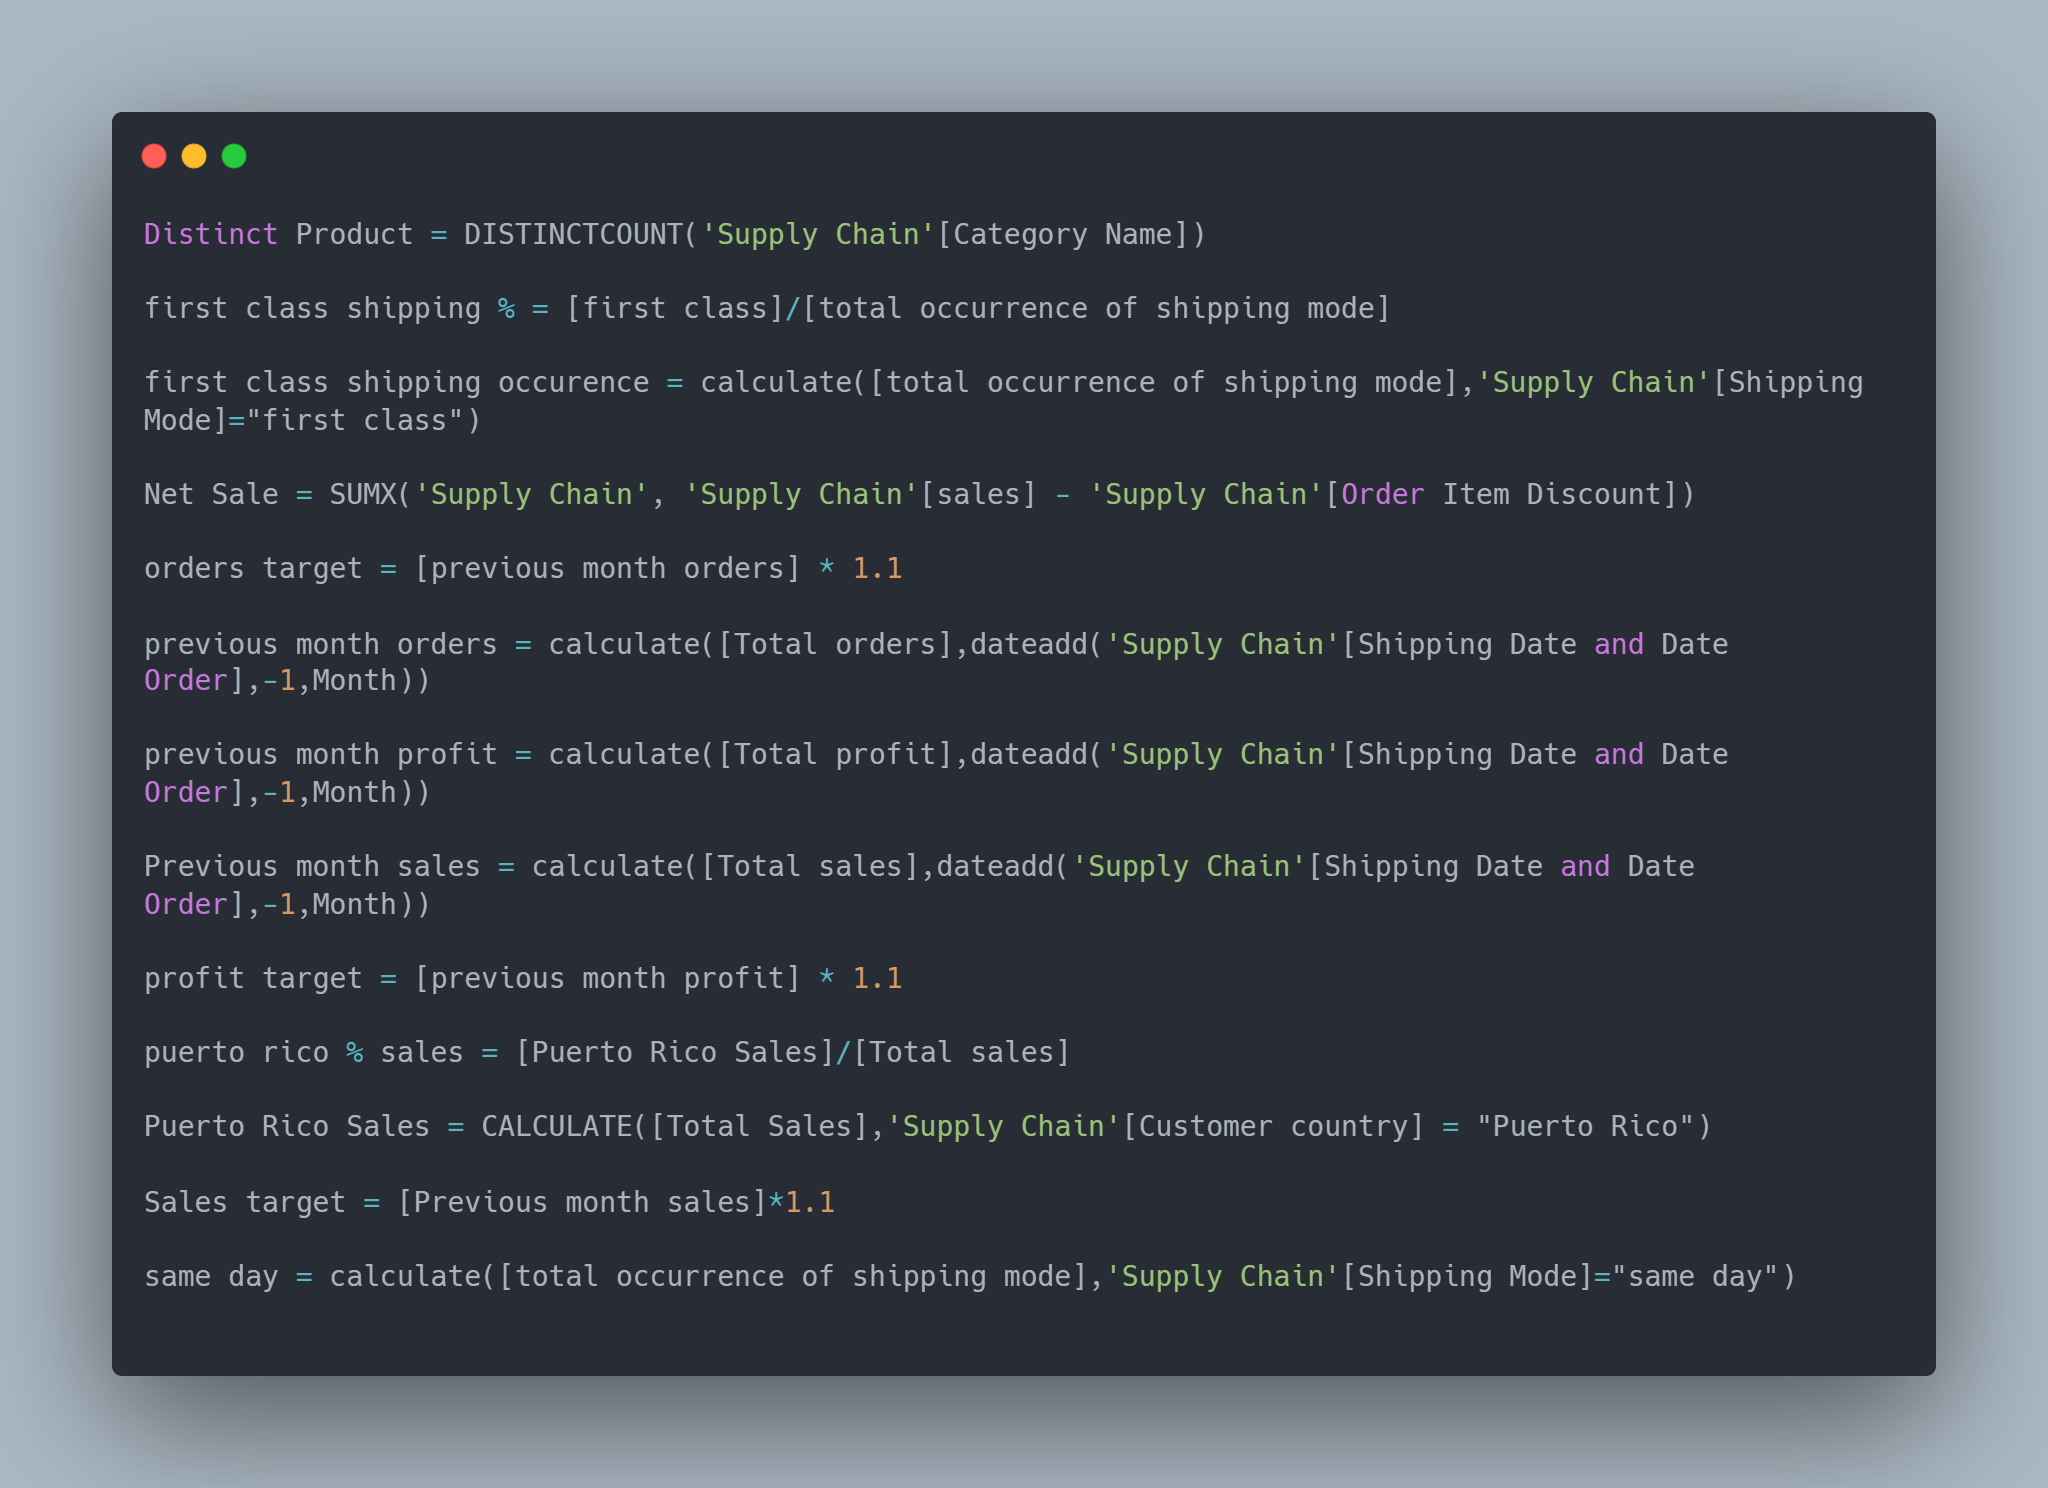 Distinct Product = DISTINCTCOUNT('Supply Chain'[Category Name])
first class shipping % = [first class]/[total occurrence of shipping mode]
first class shipping occurence = calculate([total occurrence of shipping mode],'Supply Chain'[Shipping
Mode]="first class")
Net Sale = SUMX('Supply Chain', 'Supply Chain'[sales] - 'Supply Chain'[Order Item Discount])
orders target = [previous month orders] * 1.1
previous month orders = calculate([Total orders],dateadd('Supply Chain'[Shipping Date and Date
Order],-1,Month))
previous month profit = calculate([Total profit],dateadd('Supply Chain'[Shipping Date and Date
Order],-1,Month))
Previous month sales = calculate([Total sales],dateadd('Supply Chain'[Shipping Date and Date
Order],-1,Month))
profit target = [previous month profit] * 1.1
puerto rico % sales = [Puerto Rico Sales]/[Total sales]
Puerto Rico Sales = CALCULATE([Total Sales],'Supply Chain'[Customer country] = "Puerto Rico")
Sales target = [Previous month sales]*1.1
same day = calculate([total occurrence of shipping mode],'Supply Chain'[Shipping Mode]="same day")